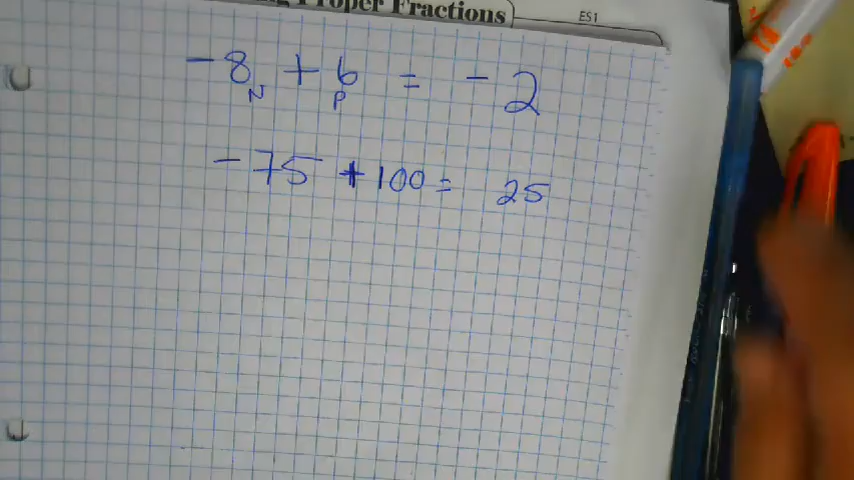 Proper Fractions
ES1
-8 + 6 = -2
N P
-75 + 100 = 25